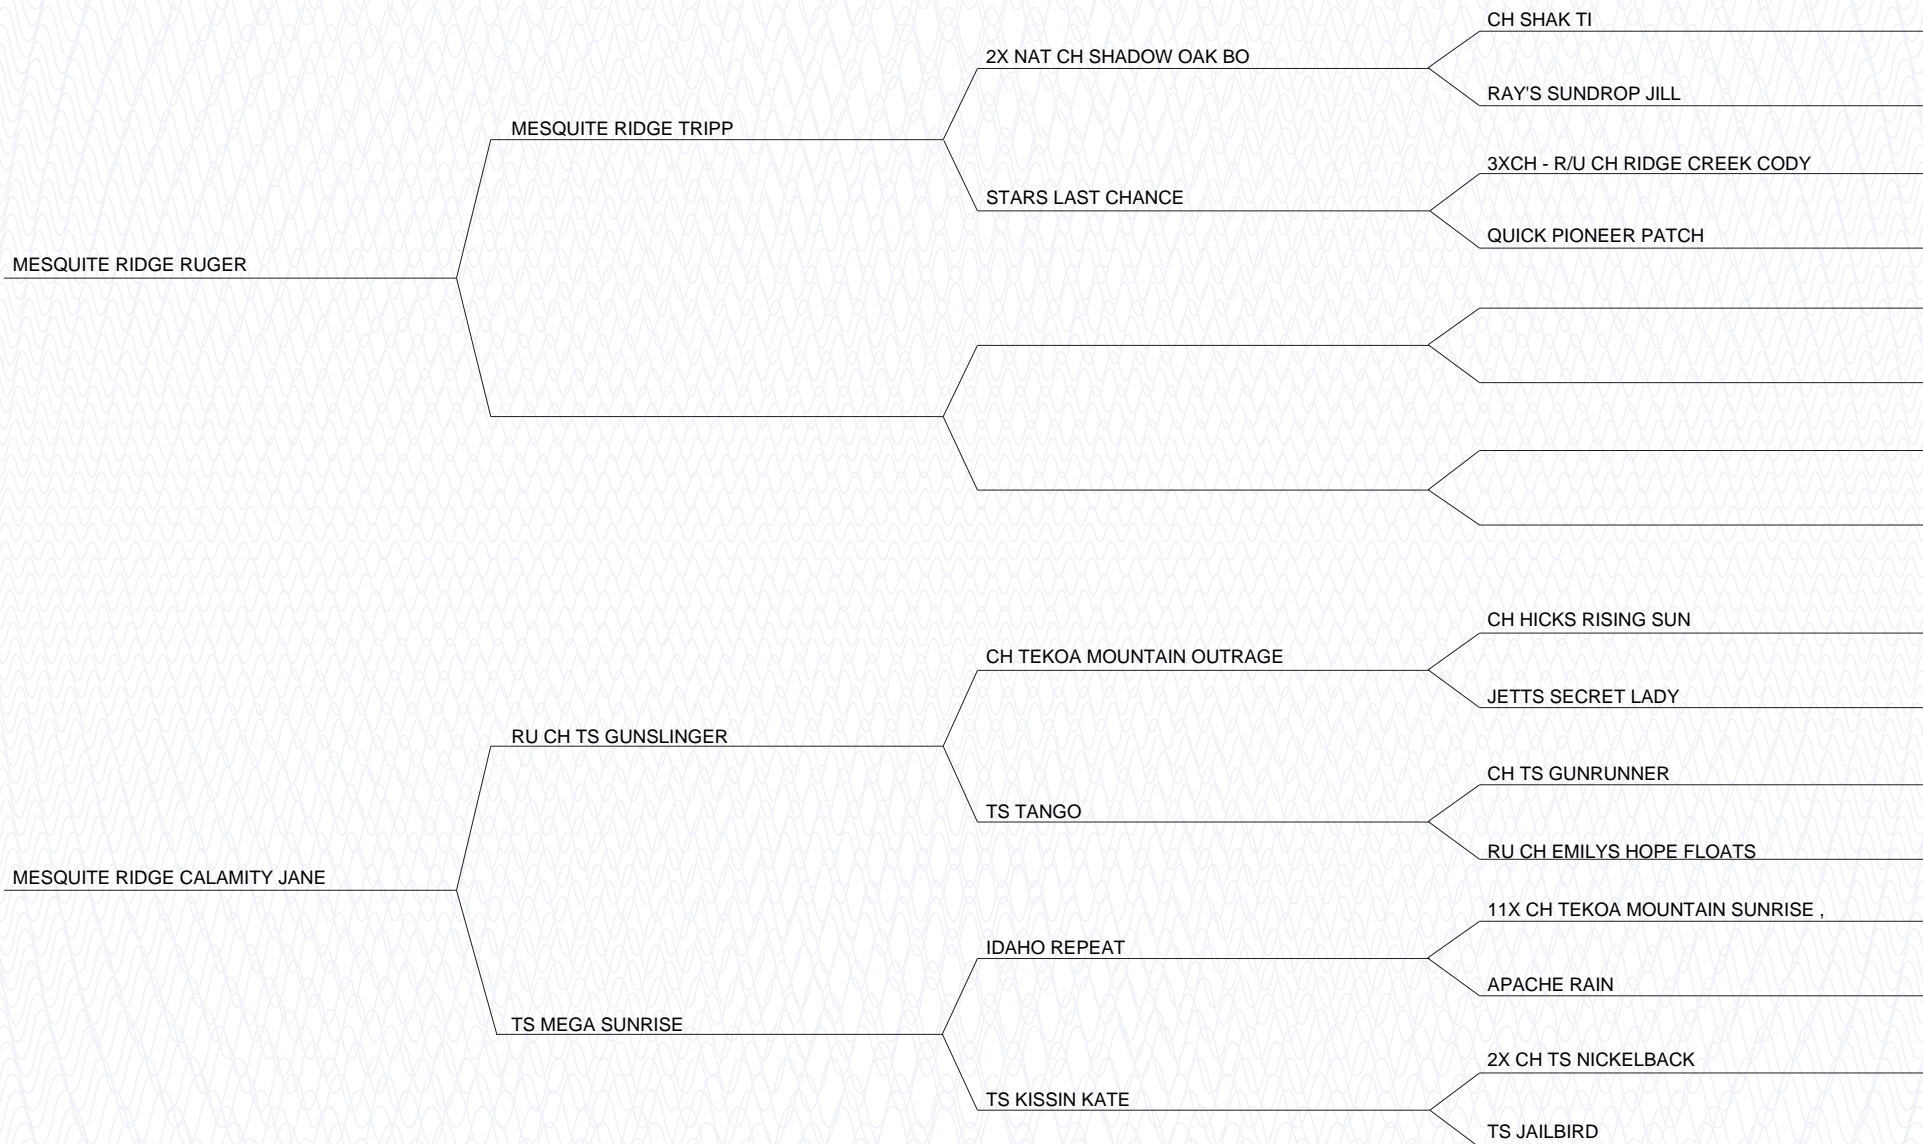 CH SHAK TI
2X NAT CH SHADOW OAK BO
RAY'S SUNDROP JILL
MESQUITE RIDGE TRIPP
3XCH - R/U CH RIDGE CREEK CODY
STARS LAST CHANCE
QUICK PIONEER PATCH
MESQUITE RIDGE RUGER
CH HICKS RISING SUN
CH TEKOA MOUNTAIN OUTRAGE
JETTS SECRET LADY
RU CH TS GUNSLINGER
CH TS GUNRUNNER
TS TANGO
RU CH EMILYS HOPE FLOATS
MESQUITE RIDGE CALAMITY JANE
11X CH TEKOA MOUNTAIN SUNRISE ,
IDAHO REPEAT
APACHE RAIN
TS MEGA SUNRISE
2X CH TS NICKELBACK
TS KISSIN KATE
TS JAILBIRD